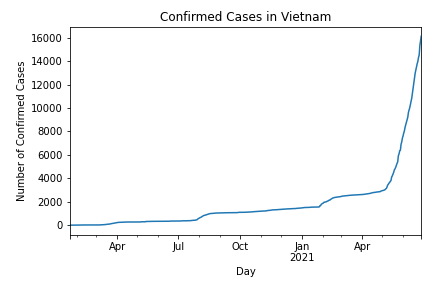 Confirmed Cases in Vietnam
16000
14000
12000
10000
8000
6000
4000
2000
0
Number of Confirmed Cases
Apr Jul Oct Jan Apr
2021
Day